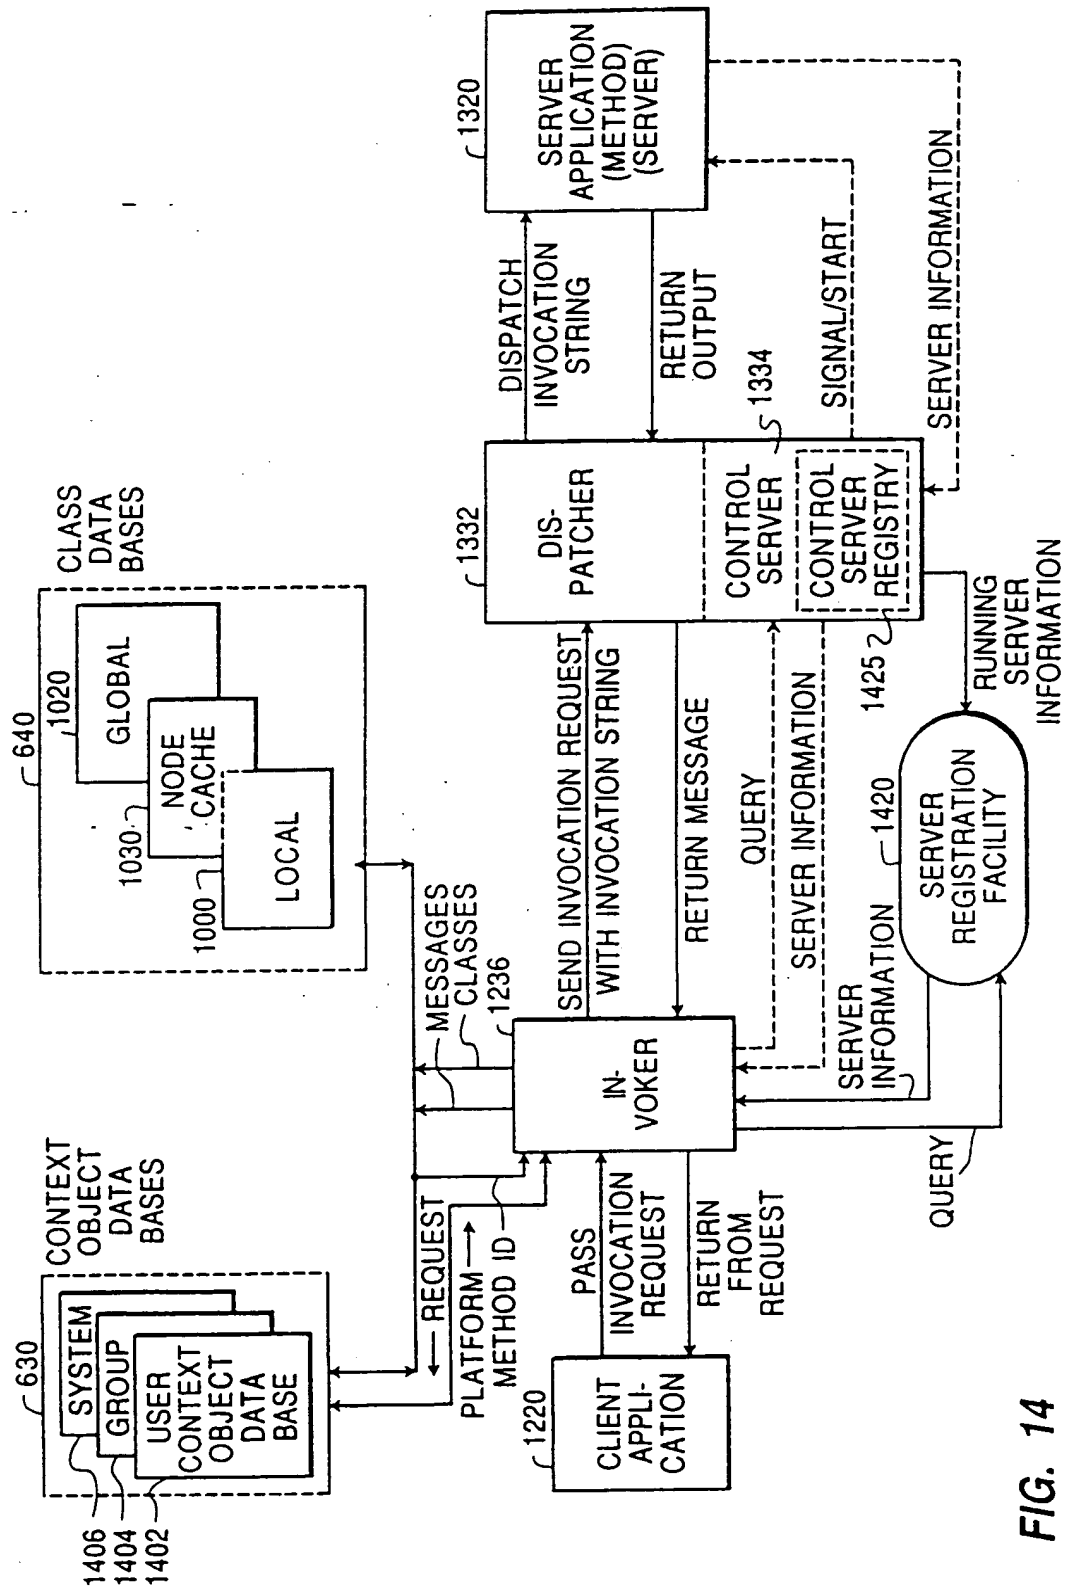 CONTEXT
OBJECT
DATA
BASES
630
SYSTEM
GROUP
USER
CONTEXT
OBJECT
DATA
BASE
1406
1404
1402
CLASS
DATA
BASES
640
1020
GLOBAL
1030
NODE
CACHE
1000
LOCAL
MESSAGES
CLASSES
REQUEST
PLATFORM
METHOD ID
1220
CLIENT
APPLI-
CATION
PASS
INVOCATION
REQUEST
RETURN
FROM
REQUEST
1236
IN-
VOKER
SEND INVOCATION REQUEST
WITH INVOCATION STRING
RETURN MESSAGE
QUERY
SERVER INFORMATION
SERVER
INFORMATION
QUERY
1332
DIS-
PATCHER
CONTROL
SERVER
1334
CONTROL
SERVER
REGISTRY
1425
DISPATCH
INVOCATION
STRING
RETURN
OUTPUT
SIGNAL/START
SERVER INFORMATION
1320
SERVER
APPLICATION
(METHOD)
(SERVER)
1420
SERVER
REGISTRATION
FACILITY
RUNNING
SERVER
INFORMATION
FIG. 14